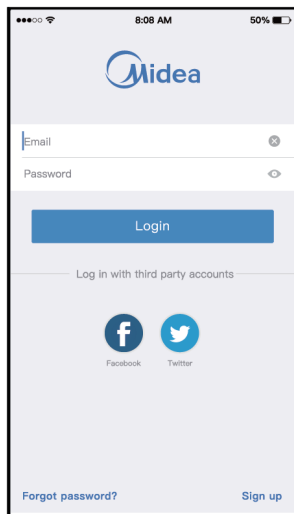 8:08 AM 50%
Midea
Email
Password
Login
Log in with third party accounts
Facebook Twitter
Forgot password? Sign up